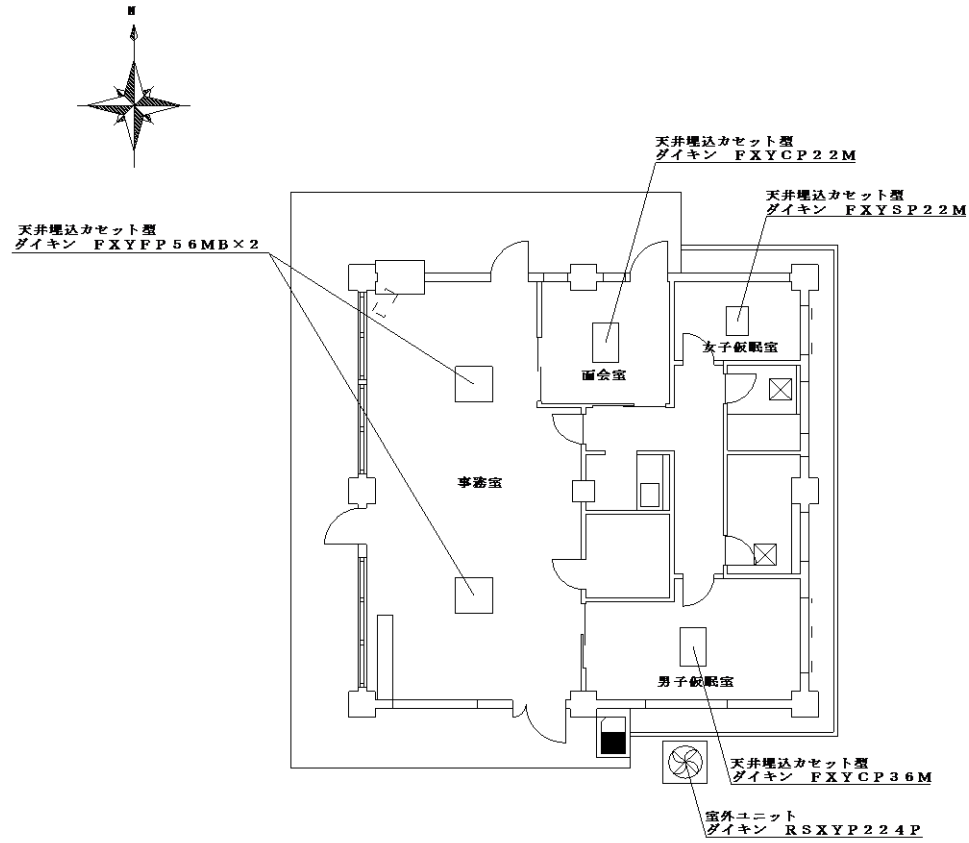 N
天井埋込カセット型
ダイキン　ＦＸＹＣＰ２２Ｍ
天井埋込カセット型
ダイキン　ＦＸＹＳＰ２２Ｍ
天井埋込カセット型
ダイキン　ＦＸＹＦＰ５６ＭＢ×２
女子仮眠室
面会室
事務室
男子仮眠室
天井埋込カセット型
ダイキン　ＦＸＹＣＰ３６Ｍ
室外ユニット
ダイキン　ＲＳＸＹＰ２２４Ｐ